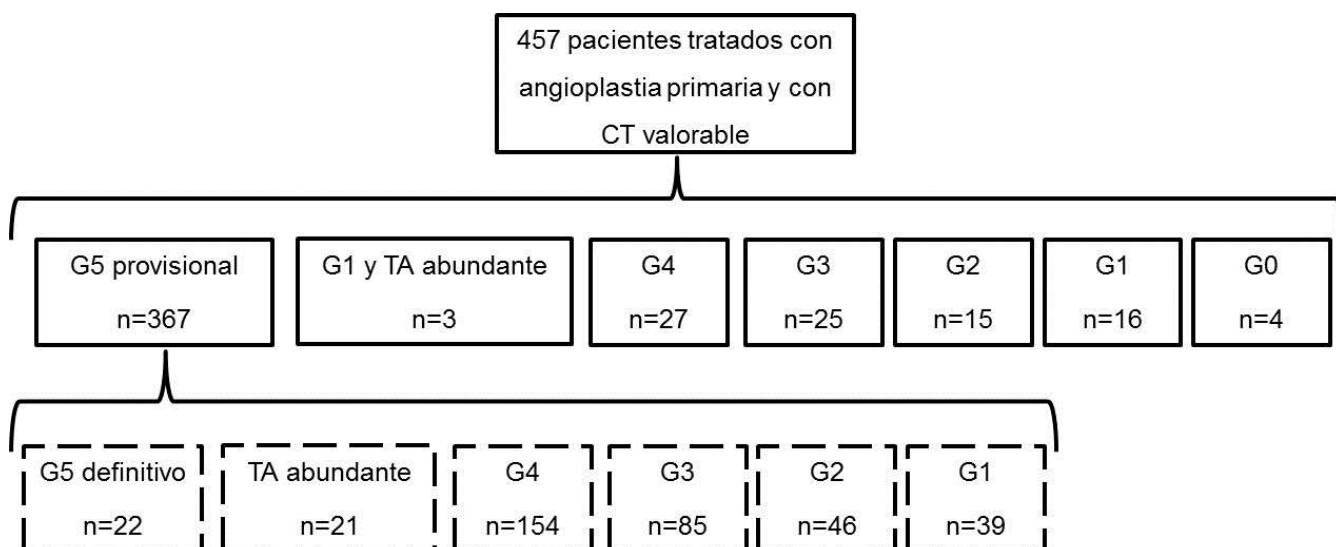 457 pacientes tratados con
angioplastia primaria y con
CT valorable
G5 provisional
n=367
G1 y TA abundante
n=3
G4
n=27
G3
n=25
G2
n=15
G1
n=16
G0
n=4
G5 definitivo
n=22
TA abundante
n=21
G4
n=154
G3
n=85
G2
n=46
G1
n=39